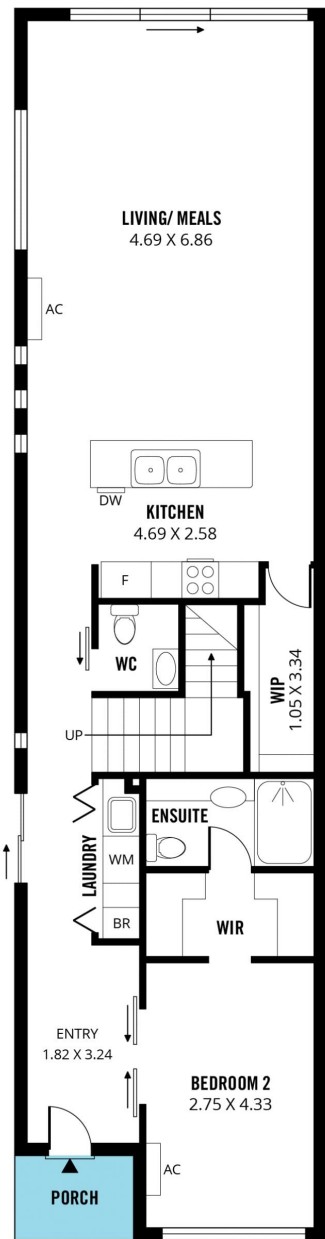 LIVING/ MEALS
4.69 X 6.86
AC
DW
KITCHEN
4.69 X 2.58
F
WC
WIP
1.05 X 3.34
UP
LAUNDRY
WM
BR
ENSUITE
WIR
ENTRY
1.82 X 3.24
BEDROOM 2
2.75 X 4.33
AC
PORCH